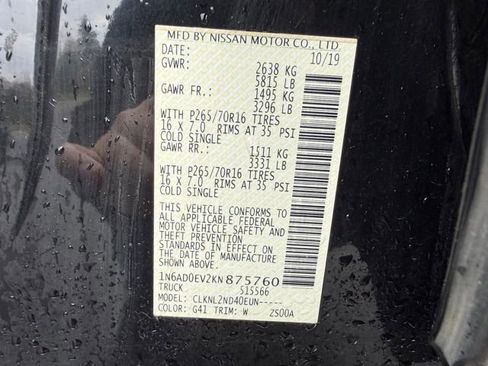 MFD BY NISSAN MOTOR CO., LTD.
DATE: 10/19
GVWR: 2638 KG
5815 LB
GAWR FR.: 1495 KG
3296 LB
WITH P265/70R16 TIRES
16 X 7.0 RIMS AT 35 PSI
COLD SINGLE
GAWR RR.: 1511 KG
3331 LB
WITH P265/70R16 TIRES
16 X 7.0 RIMS AT 35 PSI
COLD SINGLE
THIS VEHICLE CONFORMS TO
ALL APPLICABLE FEDERAL
MOTOR VEHICLE SAFETY AND
THEFT PREVENTION
STANDARDS IN EFFECT ON
THE DATE OF MANUFACTURE
SHOWN ABOVE.
1N6AD0EV2KN875760
TRUCK 515566
MODEL: CLKNL2ND40EUN-----
COLOR: G41 TRIM: W 2S00A